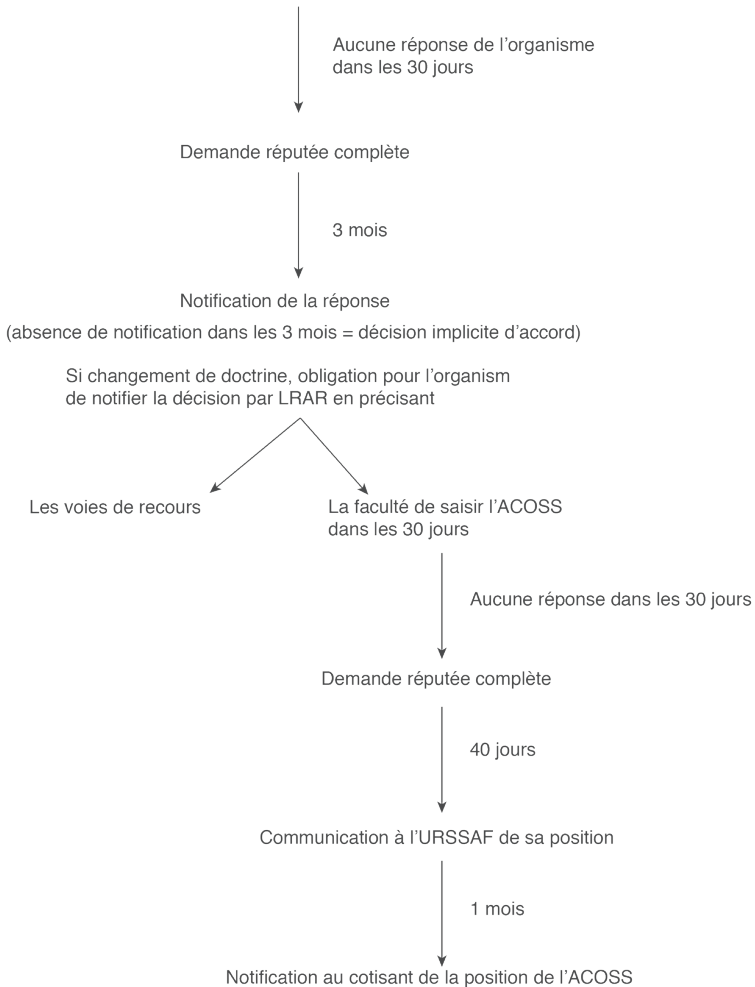 Aucune réponse de l'organisme
dans les 30 jours
Demande réputée complète
3 mois
Notification de la réponse
(absence de notification dans les 3 mois = décision implicite d'accord)
Si changement de doctrine, obligation pour l'organism
de notifier la décision par LRAR en précisant
Les voies de recours
La faculté de saisir l'ACOSS
dans les 30 jours
Aucune réponse dans les 30 jours
Demande réputée complète
40 jours
Communication à l'URSSAF de sa position
1 mois
Notification au cotisant de la position de l'ACOSS